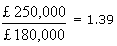 £ 250,000
£ 180,000 = 1.39